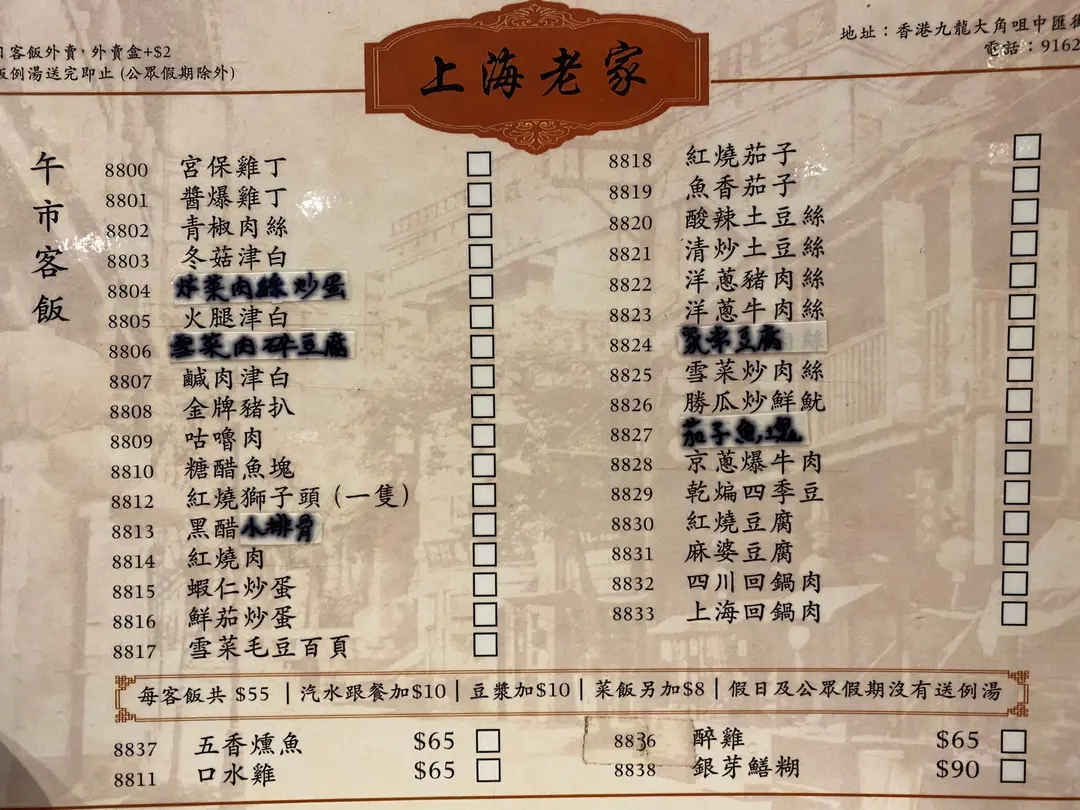 客飯外賣，外賣盒+$2
例湯送完即止 (公眾假期除外)
上海老家
地址：香港九龍大角咀中匯街
電話：9162
午市客飯
8800 宮保雞丁
8801 醬爆雞丁
8802 青椒肉絲
8803 冬菇津白
8804 炸菜肉絲炒蛋
8805 火腿津白
8806 雪菜肉碎豆腐
8807 鹹肉津白
8808 金牌豬扒
8809 咕嚕肉
8810 糖醋魚塊
8812 紅燒獅子頭 (一隻)
8813 黑醋小排骨
8814 紅燒肉
8815 蝦仁炒蛋
8816 鮮茄炒蛋
8817 雪菜毛豆百頁
8818 紅燒茄子
8819 魚香茄子
8820 酸辣土豆絲
8821 清炒土豆絲
8822 洋蔥豬肉絲
8823 洋蔥牛肉絲
8824 家常豆腐
8825 雪菜炒肉絲
8826 勝瓜炒鮮魷
8827 茄子魚塊
8828 京蔥爆牛肉
8829 乾煸四季豆
8830 紅燒豆腐
8831 麻婆豆腐
8832 四川回鍋肉
8833 上海回鍋肉
每客飯共 $55 | 汽水跟餐加$10 | 豆漿加$10 | 菜飯另加$8 | 假日及公眾假期沒有送例湯
8837 五香燻魚 $65
8811 口水雞 $65
8836 醉雞 $65
8838 銀芽鱔糊 $90